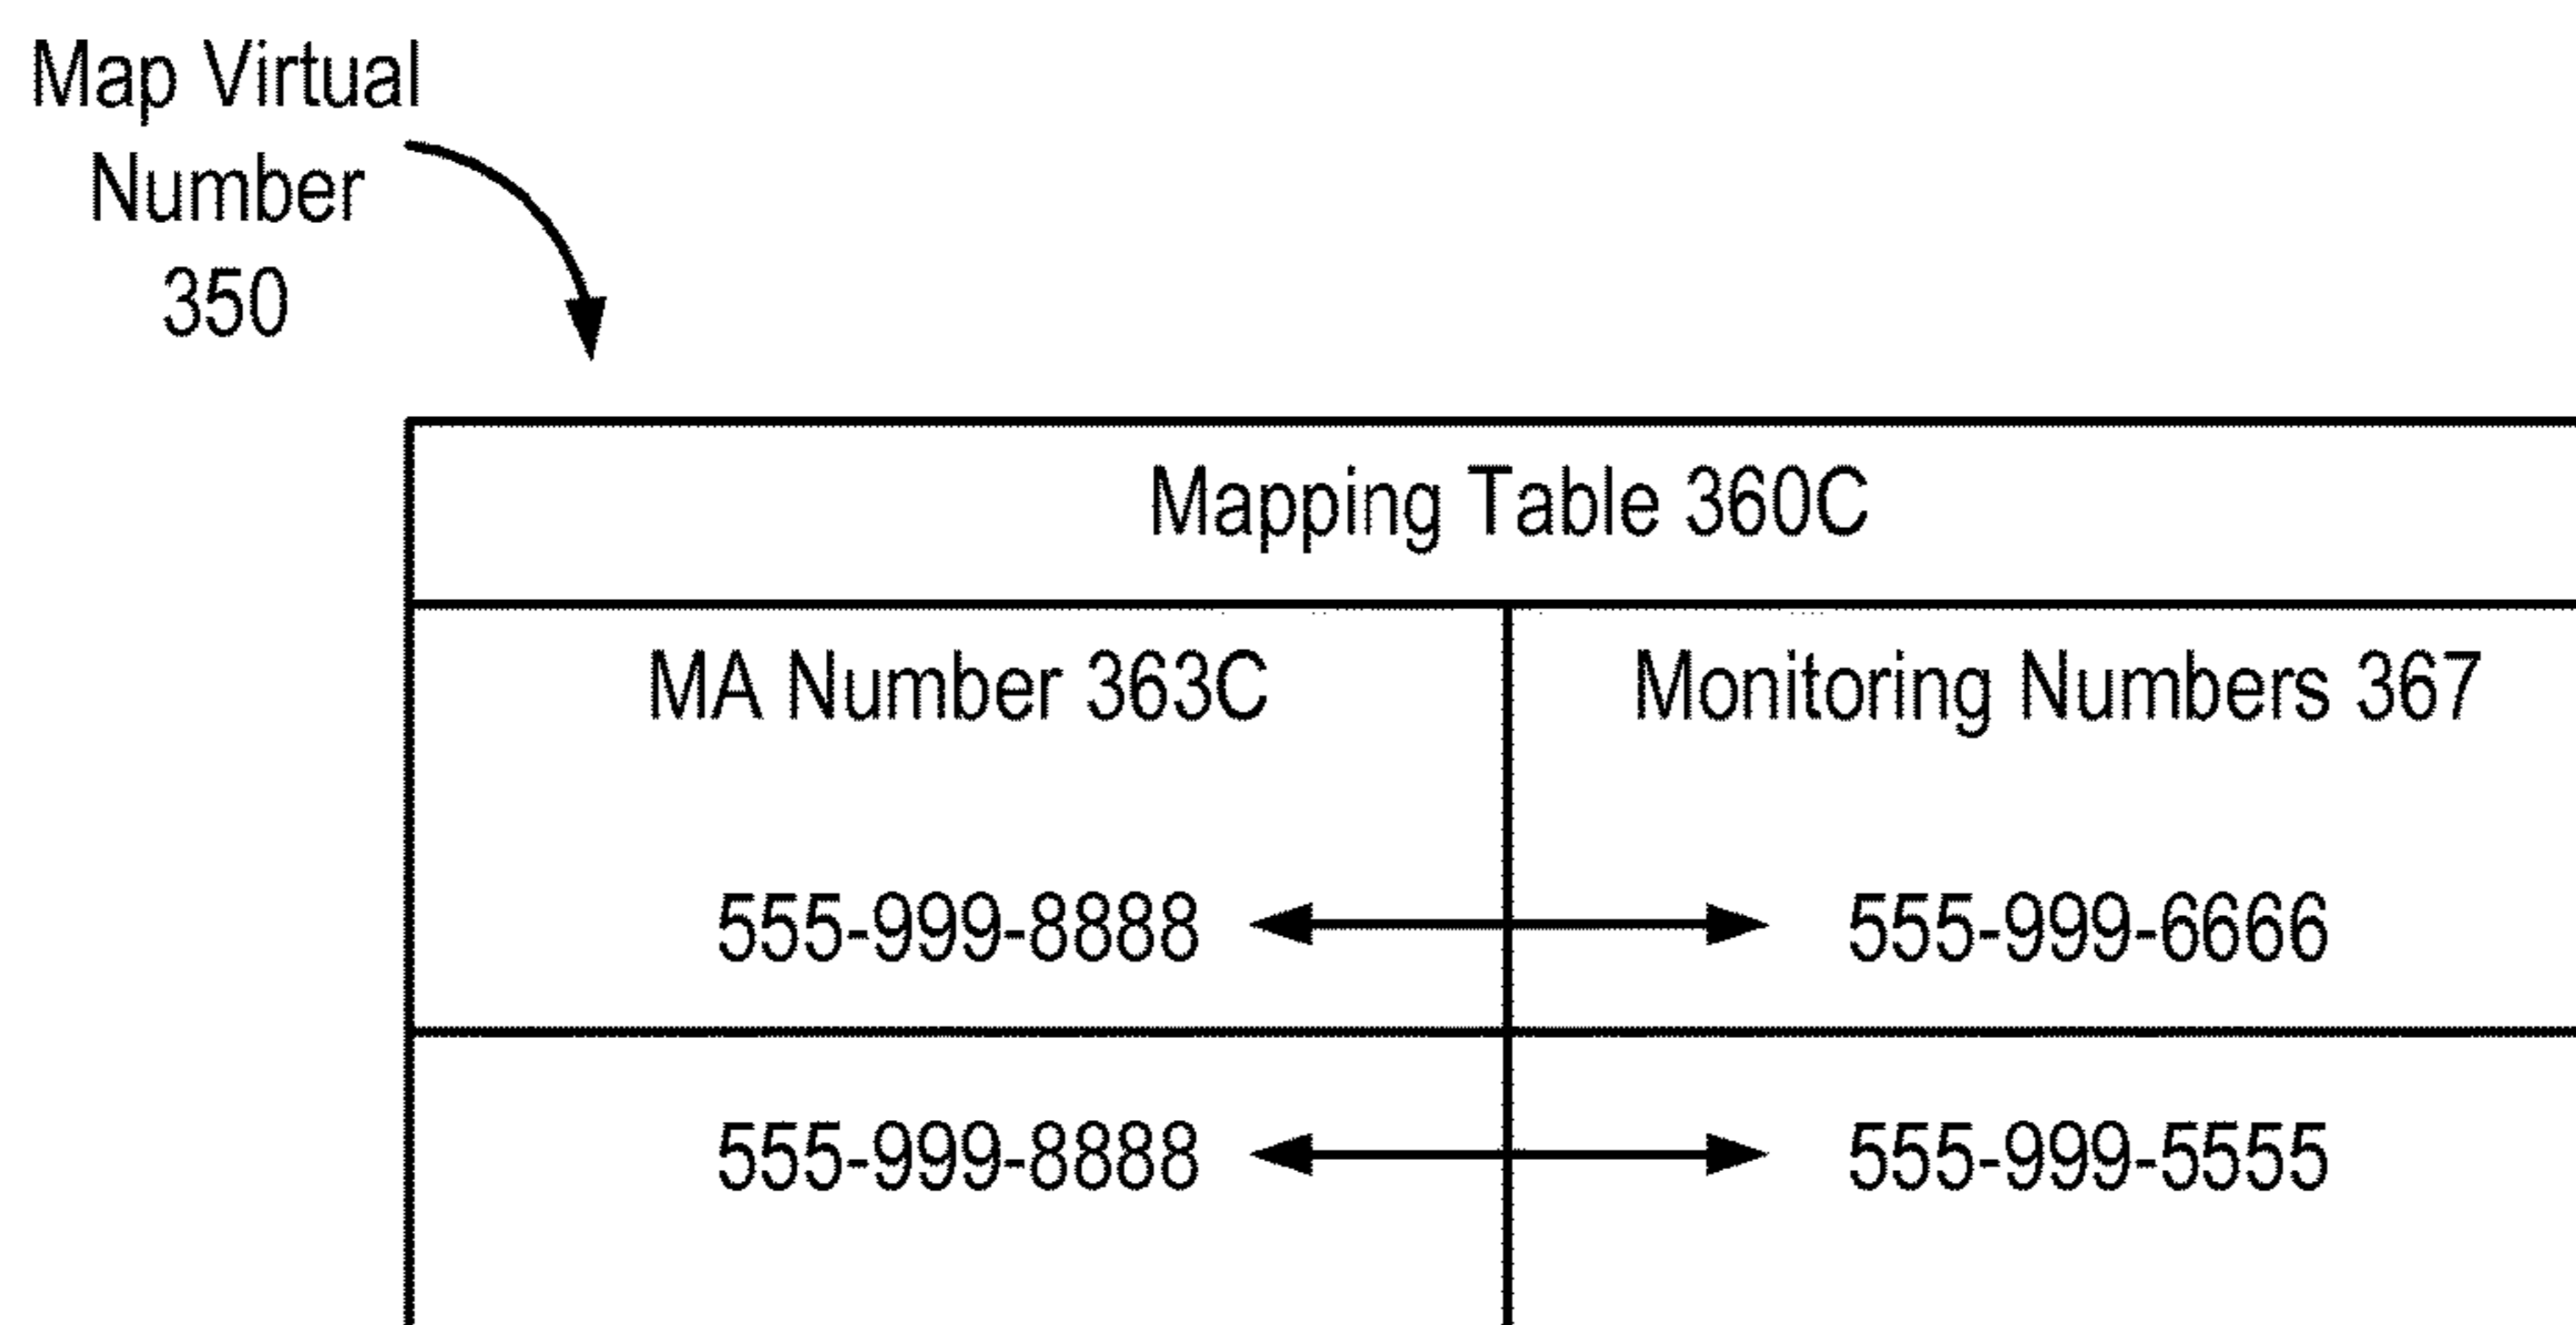 Map Virtual
Number
350
Mapping Table 360C
MA Number 363C
Monitoring Numbers 367
555-999-8888
555-999-6666
555-999-8888
555-999-5555